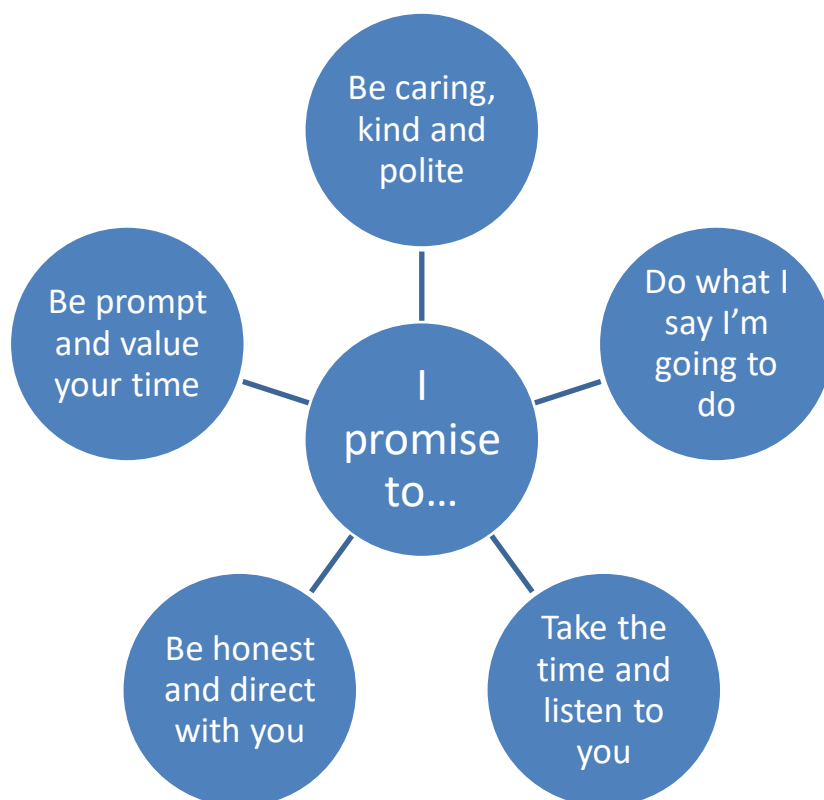 Be caring,
kind and
polite
Do what I
say I’m
going to
do
Take the
time and
listen to
you
Be honest
and direct
with you
Be prompt
and value
your time
I
promise
to…